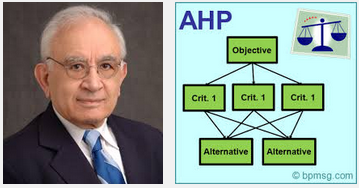 AHP
Objective
Crit. 1
Crit. 1
Crit. 1
Alternative
Alternative
© bpmsg.com